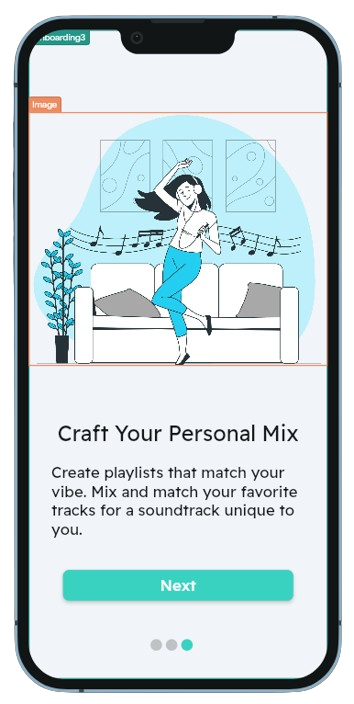 nboarding3
Image
Craft Your Personal Mix
Create playlists that match your
vibe. Mix and match your favorite
tracks for a soundtrack unique to
you.
Next